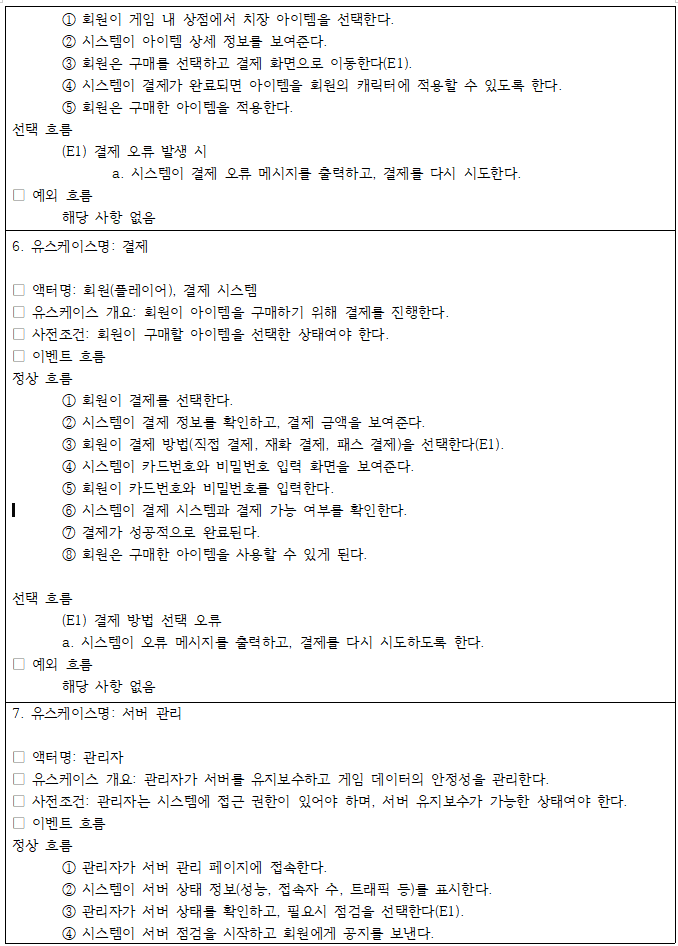 ① 회원이 게임 내 상점에서 치장 아이템을 선택한다.
② 시스템이 아이템 상세 정보를 보여준다.
③ 회원은 구매를 선택하고 결제 화면으로 이동한다(E1).
④ 시스템이 결제가 완료되면 아이템을 회원의 캐릭터에 적용할 수 있도록 한다.
⑤ 회원은 구매한 아이템을 적용한다.
선택 흐름
(E1) 결제 오류 발생 시
a. 시스템이 결제 오류 메시지를 출력하고, 결제를 다시 시도한다.
□ 예외 흐름
해당 사항 없음
6. 유스케이스명: 결제
□ 액터명: 회원(플레이어), 결제 시스템
□ 유스케이스 개요: 회원이 아이템을 구매하기 위해 결제를 진행한다.
□ 사전조건: 회원이 구매할 아이템을 선택한 상태여야 한다.
□ 이벤트 흐름
정상 흐름
① 회원이 결제를 선택한다.
② 시스템이 결제 정보를 확인하고, 결제 금액을 보여준다.
③ 회원이 결제 방법(직접 결제, 재화 결제, 패스 결제)을 선택한다(E1).
④ 시스템이 카드번호와 비밀번호 입력 화면을 보여준다.
⑤ 회원이 카드번호와 비밀번호를 입력한다.
⑥ 시스템이 결제 시스템과 결제 가능 여부를 확인한다.
⑦ 결제가 성공적으로 완료된다.
⑧ 회원은 구매한 아이템을 사용할 수 있게 된다.
선택 흐름
(E1) 결제 방법 선택 오류
a. 시스템이 오류 메시지를 출력하고, 결제를 다시 시도하도록 한다.
□ 예외 흐름
해당 사항 없음
7. 유스케이스명: 서버 관리
□ 액터명: 관리자
□ 유스케이스 개요: 관리자가 서버를 유지보수하고 게임 데이터의 안정성을 관리한다.
□ 사전조건: 관리자는 시스템에 접근 권한이 있어야 하며, 서버 유지보수가 가능한 상태여야 한다.
□ 이벤트 흐름
정상 흐름
① 관리자가 서버 관리 페이지에 접속한다.
② 시스템이 서버 상태 정보(성능, 접속자 수, 트래픽 등)를 표시한다.
③ 관리자가 서버 상태를 확인하고, 필요시 점검을 선택한다(E1).
④ 시스템이 서버 점검을 시작하고 회원에게 공지를 보낸다.